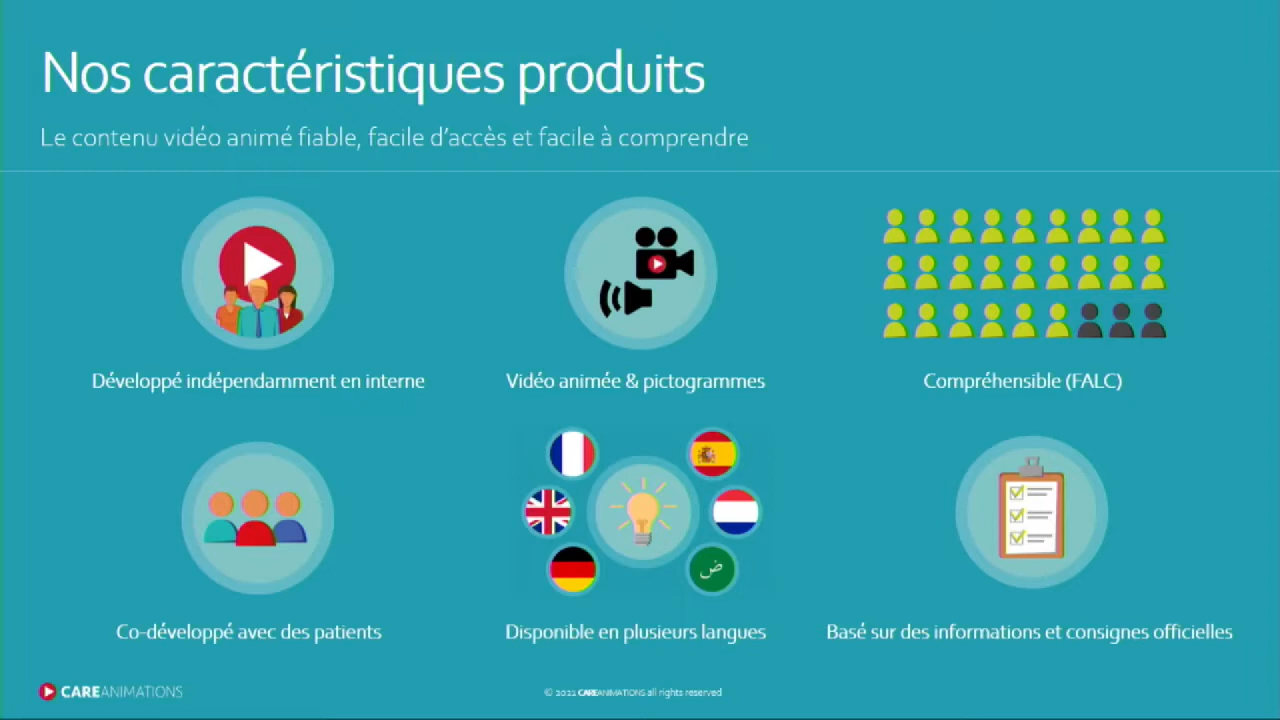 Nos caractéristiques produits
Le contenu vidéo animé fiable, facile d'accès et facile à comprendre
Développé indépendamment en interne
Vidéo animée & pictogrammes
Compréhensible (FALC)
ض
Co-développé avec des patients
Disponible en plusieurs langues
Basé sur des informations et consignes officielles
CAREANIMATIONS
© 2022 CAREANIMATIONS all rights reserved